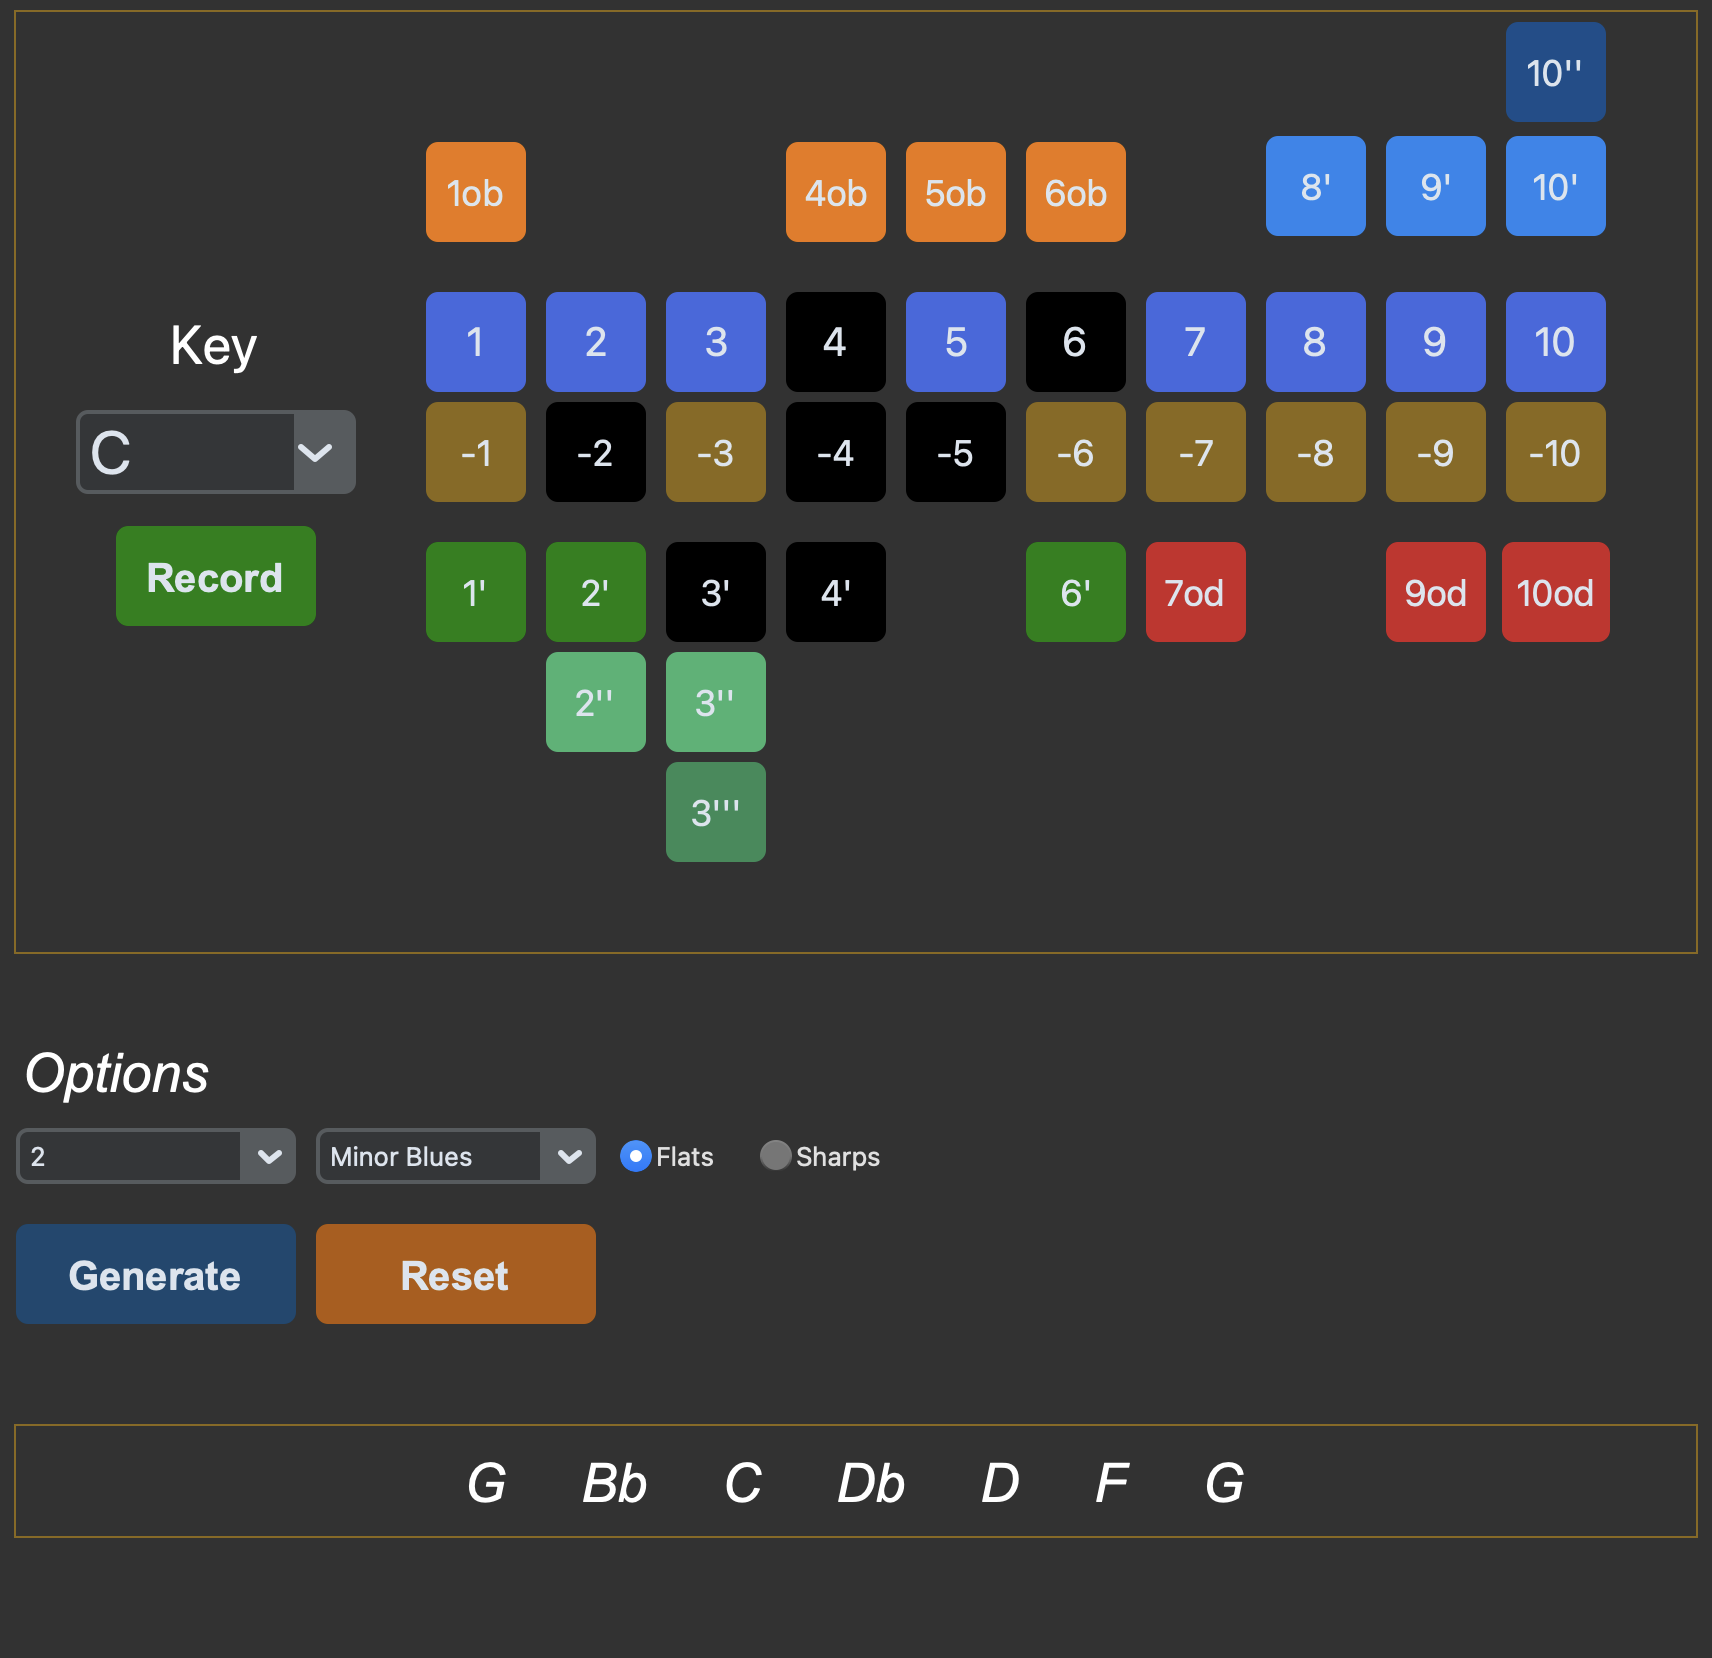 10''
1ob 4ob 5ob 6ob 8' 9' 10'
Key
1 2 3 4 5 6 7 8 9 10
C
-1 -2 -3 -4 -5 -6 -7 -8 -9 -10
Record
1' 2' 3' 4' 6' 7od 9od 10od
2'' 3''
3'''
Options
2 Minor Blues Flats Sharps
Generate Reset
G Bb C Db D F G